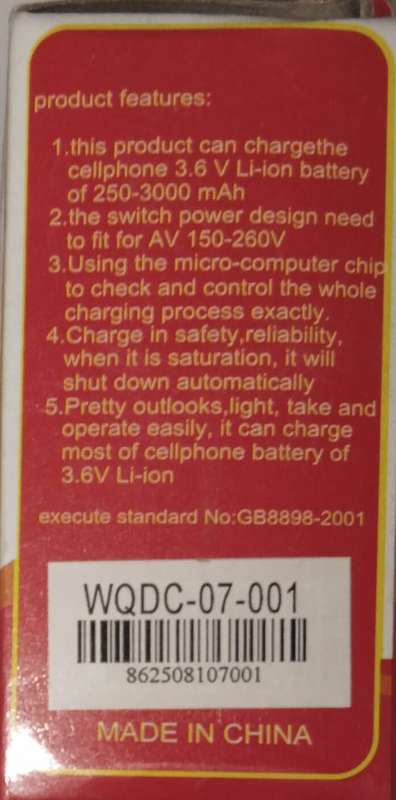 product features:
1.this product can chargethe
cellphone 3.6 V Li-ion battery
of 250-3000 mAh
2.the switch power design need
to fit for AV 150-260V
3.Using the micro-computer chip
to check and control the whole
charging process exactly.
4.Charge in safety,reliability,
when it is saturation, it will
shut down automatically
5.Pretty outlooks,light, take and
operate easily, it can charge
most of cellphone battery of
3.6V Li-ion
execute standard No:GB8898-2001
WQDC-07-001
862508107001
MADE IN CHINA